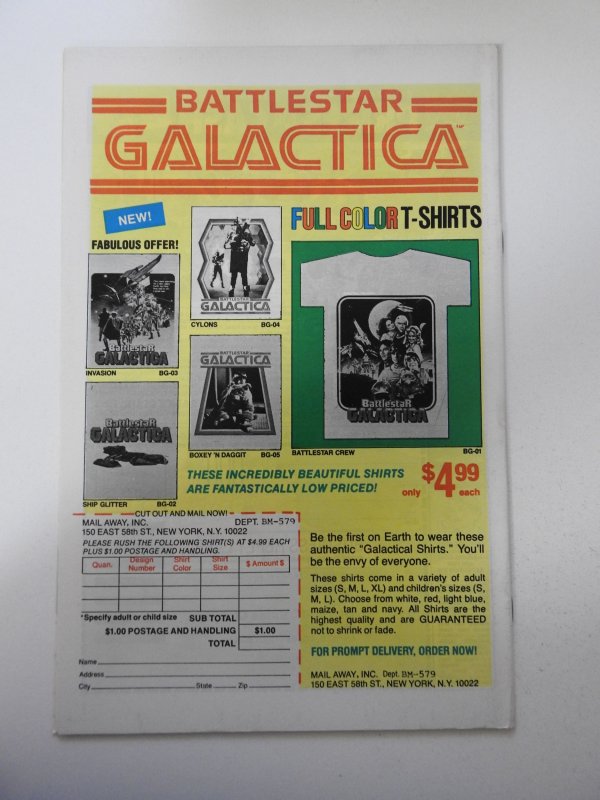 BATTLESTAR
GALACTICA™
NEW!
FABULOUS OFFER!
FULL COLOR T-SHIRTS
BATTLESTAR
GALACTICA
CYLONS BG-04
Battlestar
GALACTICA
INVASION BG-03
BATTLESTAR
GALACTICA
BOXEY 'N DAGGIT BG-05
Battlestar
GALACTICA
BATTLESTAR CREW BG-01
Battlestar
GALACTICA
SHIP GLITTER BG-02
THESE INCREDIBLY BEAUTIFUL SHIRTS
ARE FANTASTICALLY LOW PRICED!
only $4.99 each
CUT OUT AND MAIL NOW!
MAIL AWAY, INC. DEPT. BM-579
150 EAST 58th ST., NEW YORK, N.Y. 10022
PLEASE RUSH THE FOLLOWING SHIRT(S) AT $4.99 EACH
PLUS $1.00 POSTAGE AND HANDLING.
Quan. Design Number Shirt Color Shirt Size $ Amount $
*Specify adult or child size SUB TOTAL
$1.00 POSTAGE AND HANDLING $1.00
TOTAL
Name
Address
City State Zip
Be the first on Earth to wear these
authentic "Galactical Shirts." You'll
be the envy of everyone.
These shirts come in a variety of adult
sizes (S, M, L, XL) and children's sizes (S,
M, L). Choose from white, red, light blue,
maize, tan and navy. All Shirts are the
highest quality and are GUARANTEED
not to shrink or fade.
FOR PROMPT DELIVERY, ORDER NOW!
MAIL AWAY, INC. Dept. BM-579
150 EAST 58th ST., NEW YORK, N.Y. 10022